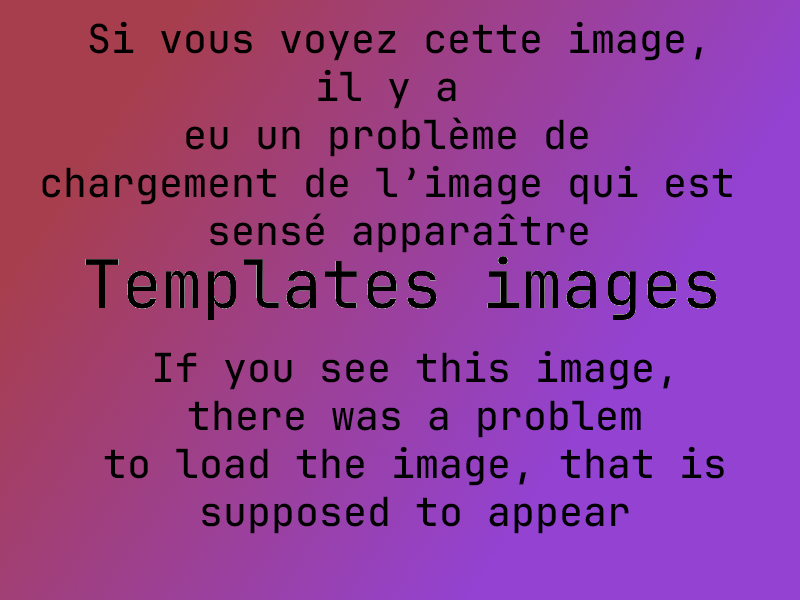 Si vous voyez cette image,
il y a
eu un problème de
chargement de l’image qui est
sensé apparaître
Templates images
If you see this image,
there was a problem
to load the image, that is
supposed to appear